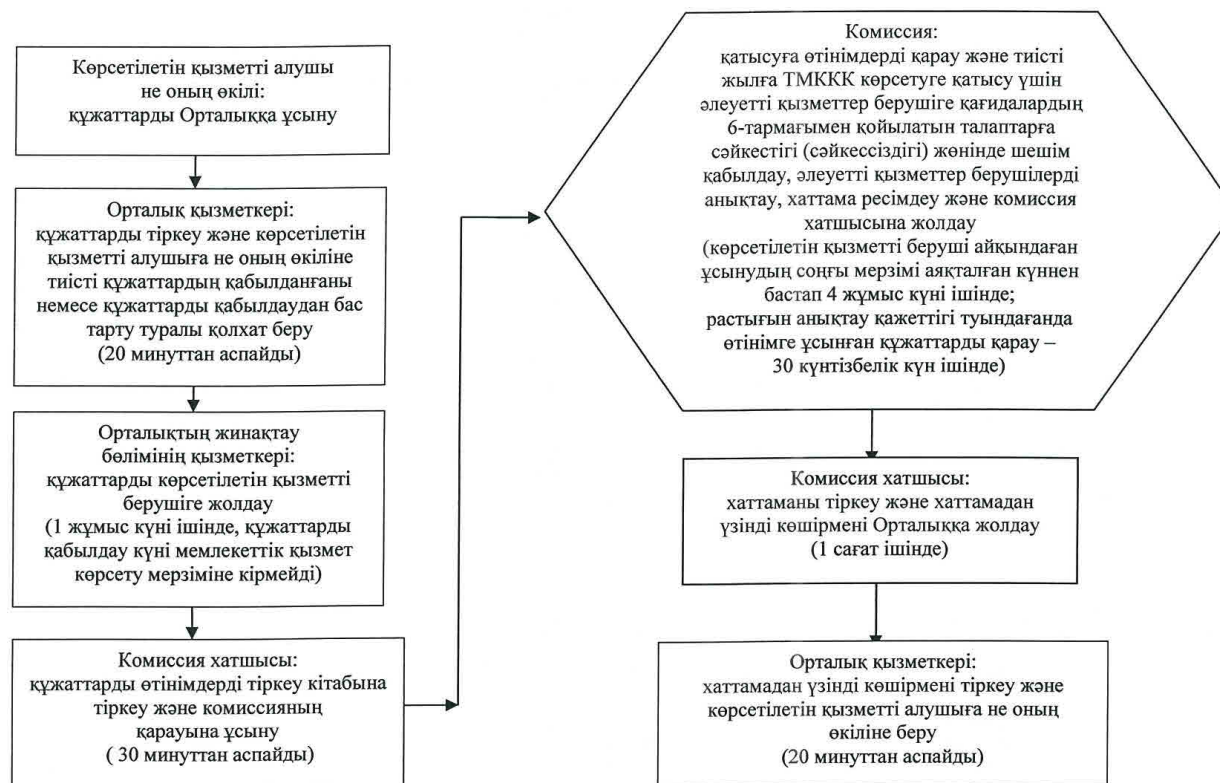 Көрсетілетін қызметті алушы
не оның өкілі:
құжаттарды Орталыққа ұсыну
Орталық қызметкері:
құжаттарды тіркеу және көрсетілетін
қызметті алушыға не оның өкіліне
тиісті құжаттардың қабылданғаны
немесе құжаттарды қабылдаудан бас
тарту туралы қолхат беру
(20 минуттан аспайды)
Орталықтың жинақтау
бөлімінің қызметкері:
құжаттарды көрсетілетін қызметті
берушіге жолдау
(1 жұмыс күні ішінде, құжаттарды
қабылдау күні мемлекеттік қызмет
көрсету мерзіміне кірмейді)
Комиссия хатшысы:
құжаттарды өтінімдерді тіркеу кітабына
тіркеу және комиссияның
қарауына ұсыну
( 30 минуттан аспайды)
Комиссия:
қатысуға өтінімдерді қарау және тиісті
жылға ТМККК көрсетуге қатысу үшін
әлеуетті қызметтер берушіге қағидалардың
6-тармағымен қойылатын талаптарға
сәйкестігі (сәйкессіздігі) жөнінде шешім
қабылдау, әлеуетті қызметтер берушілерді
анықтау, хаттама ресімдеу және комиссия
хатшысына жолдау
(көрсетілетін қызметті беруші айқындаған
ұсынудың соңғы мерзімі аяқталған күннен
бастап 4 жұмыс күні ішінде;
растығын анықтау қажеттігі туындағанда
өтінімге ұсынған құжаттарды қарау –
30 күнтізбелік күн ішінде)
Комиссия хатшысы:
хаттаманы тіркеу және хаттамадан
үзінді көшірмені Орталыққа жолдау
(1 сағат ішінде)
Орталық қызметкері:
хаттамадан үзінді көшірмені тіркеу және
көрсетілетін қызметті алушыға не оның
өкіліне беру
(20 минуттан аспайды)